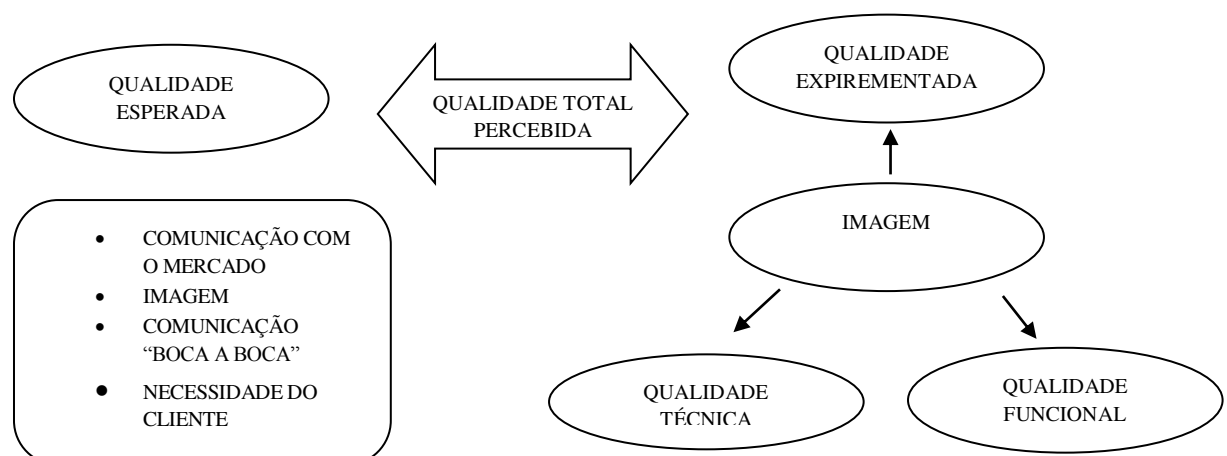 QUALIDADE
ESPERADA
QUALIDADE TOTAL
PERCEBIDA
QUALIDADE
EXPIREMENTADA
IMAGEM
• COMUNICAÇÃO COM
O MERCADO
• IMAGEM
• COMUNICAÇÃO
“BOCA A BOCA”
• NECESSIDADE DO
CLIENTE
QUALIDADE
TÉCNICA
QUALIDADE
FUNCIONAL